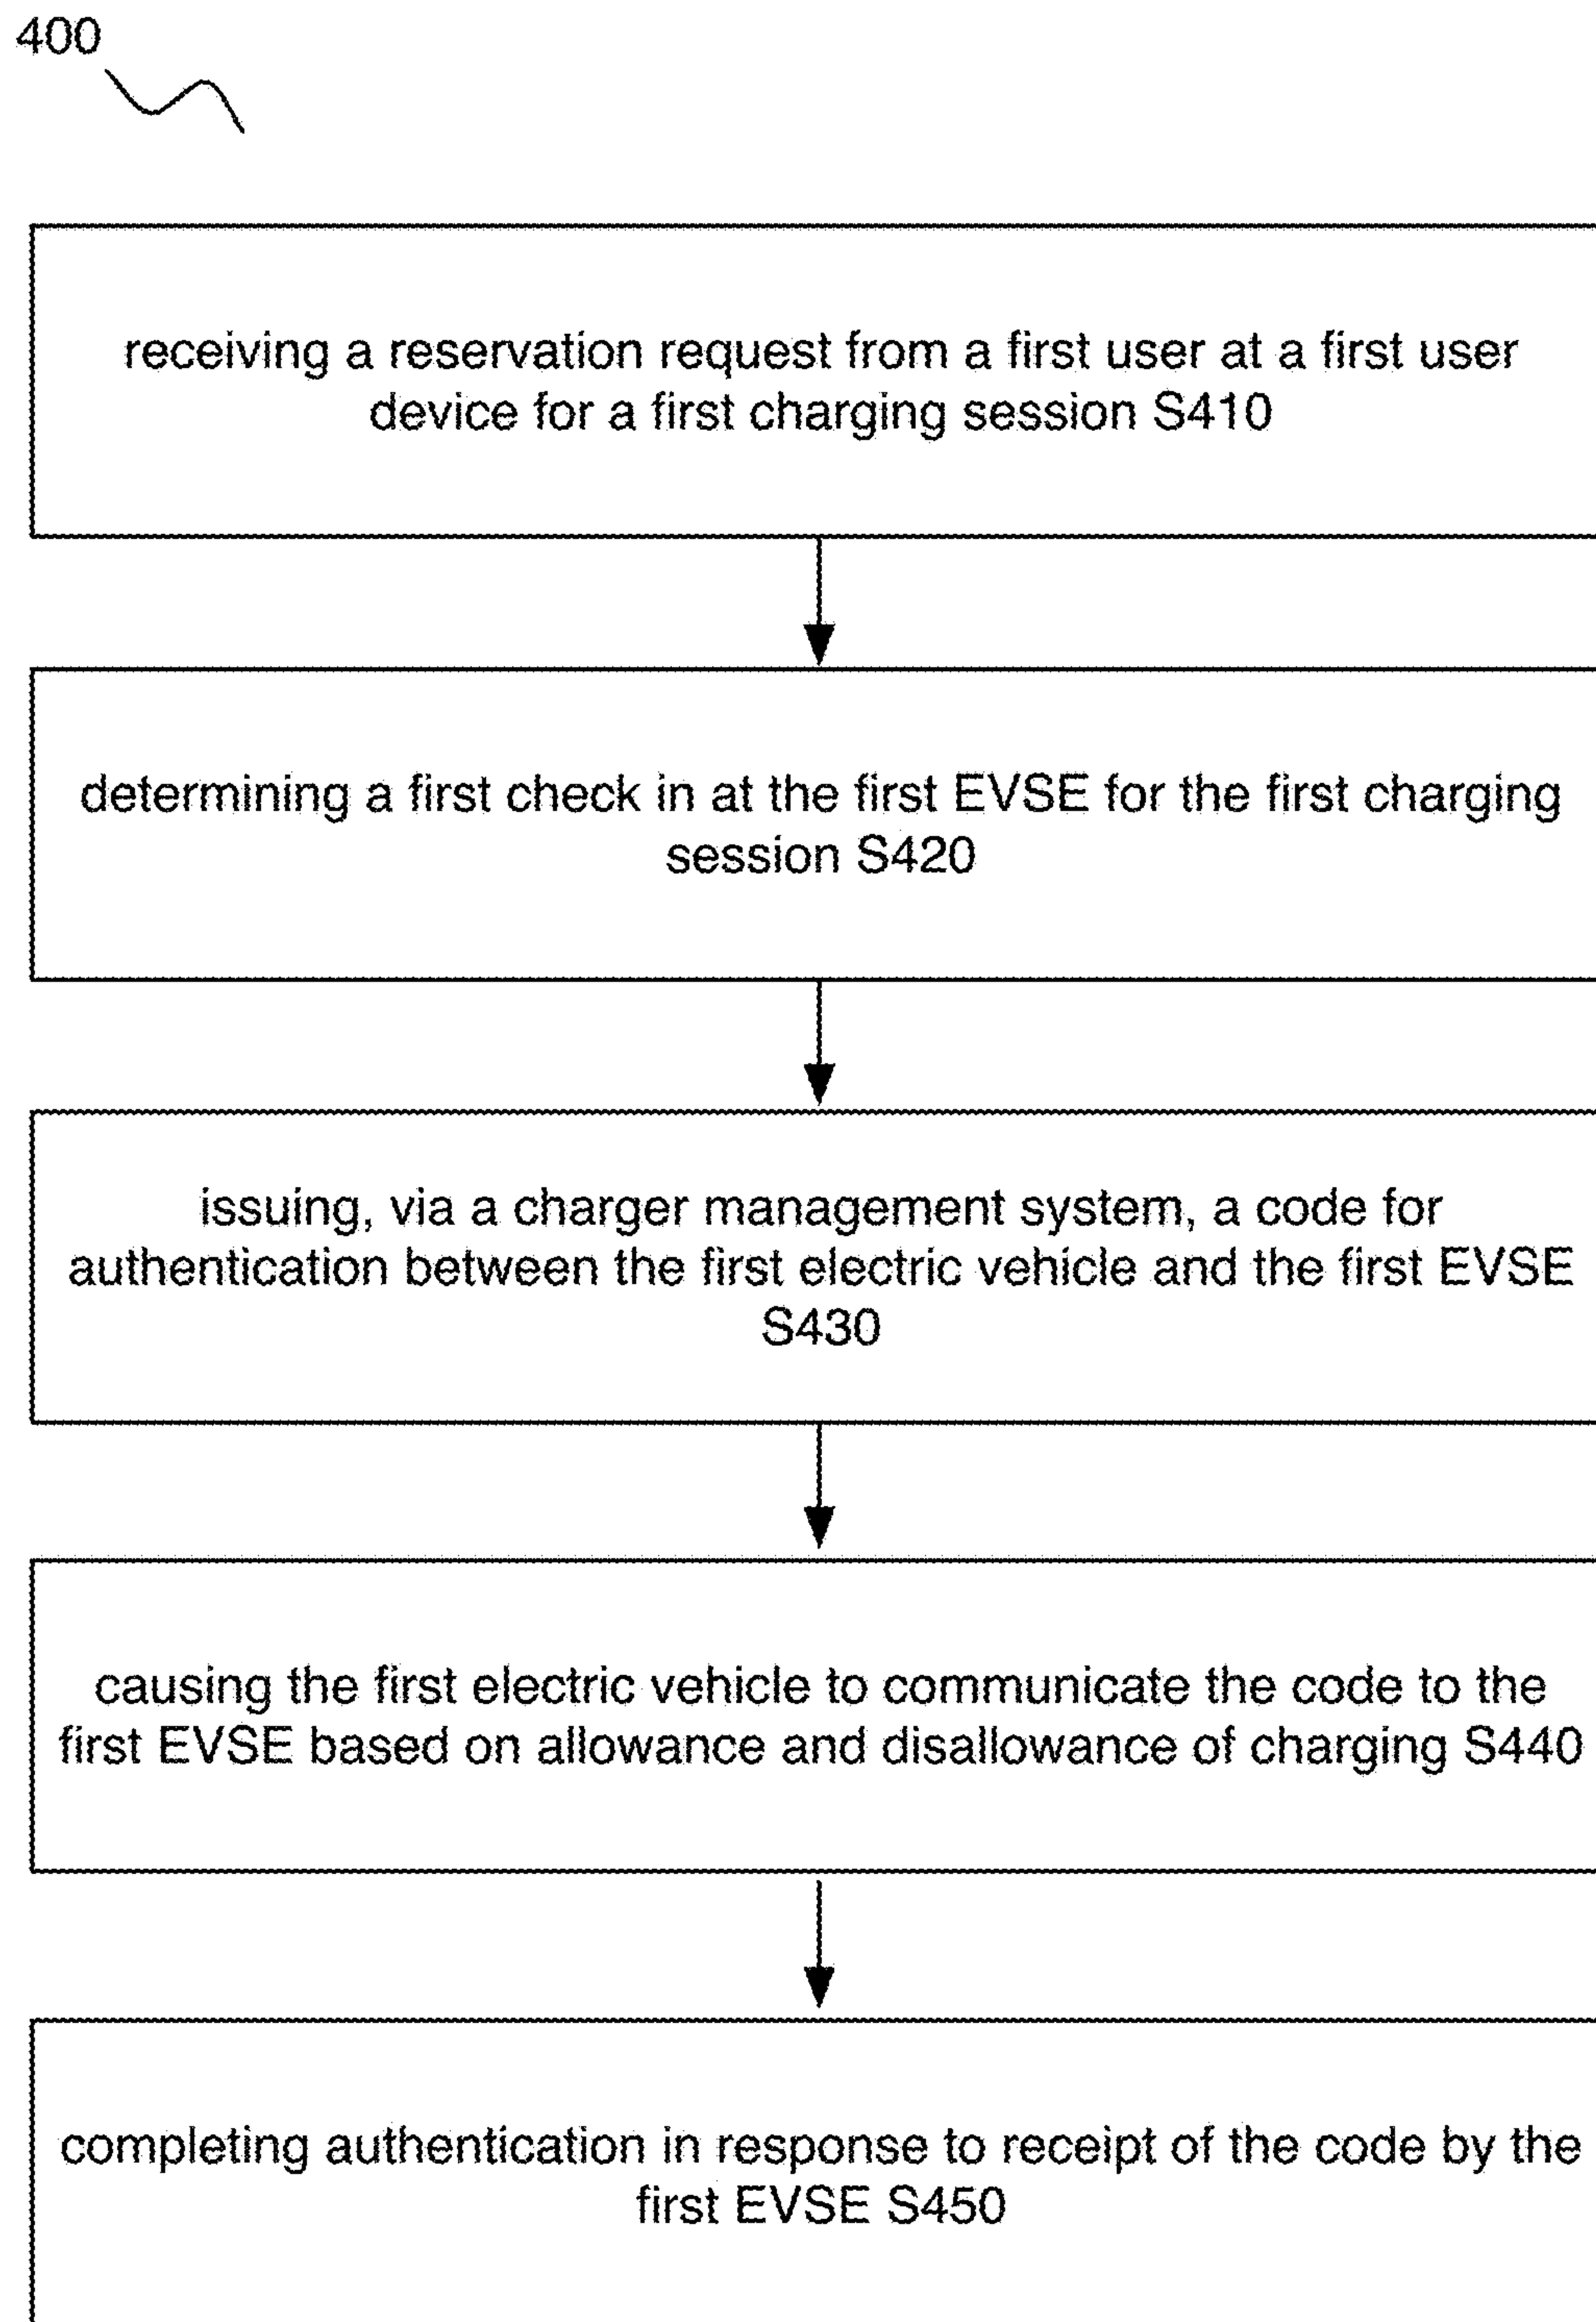 400
receiving a reservation request from a first user at a first user
device for a first charging session S410
determining a first check in at the first EVSE for the first charging
session S420
issuing, via a charger management system, a code for
authentication between the first electric vehicle and the first EVSE
S430
causing the first electric vehicle to communicate the code to the
first EVSE based on allowance and disallowance of charging S440
completing authentication in response to receipt of the code by the
first EVSE S450